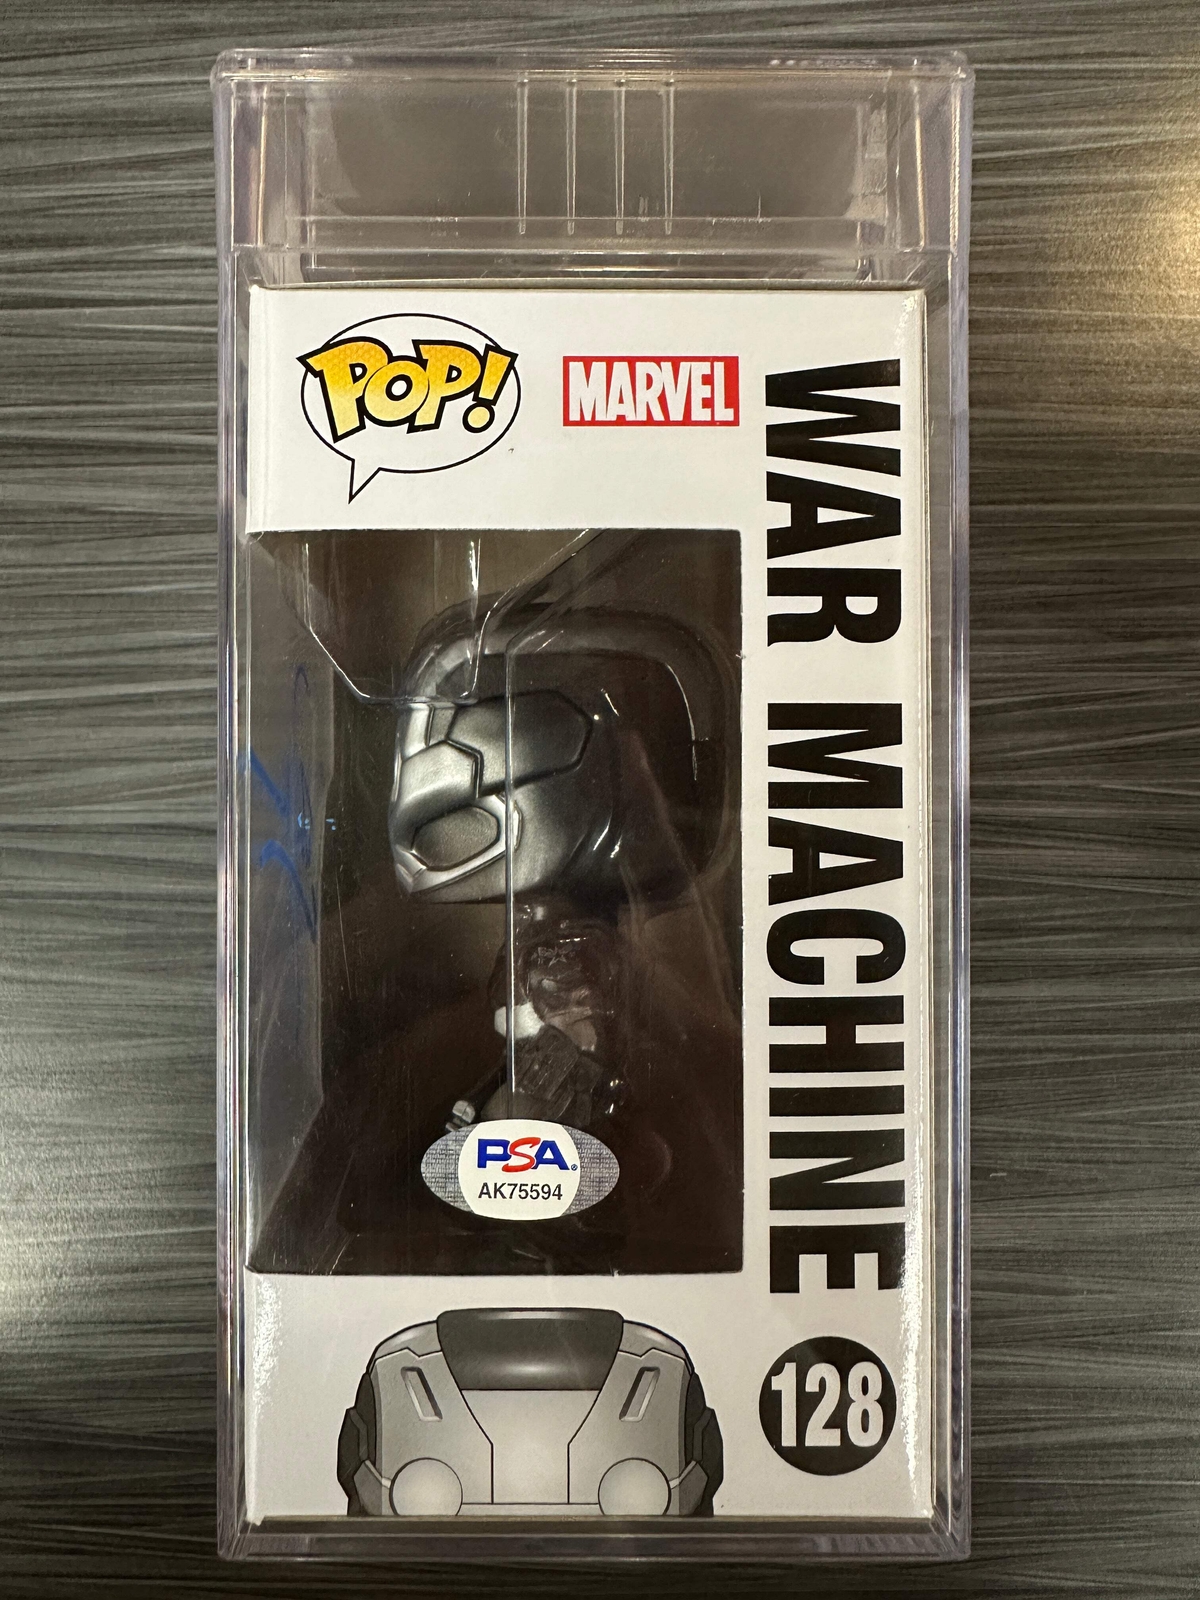 POP!
MARVEL
WAR MACHINE
PSA
AK75594
128